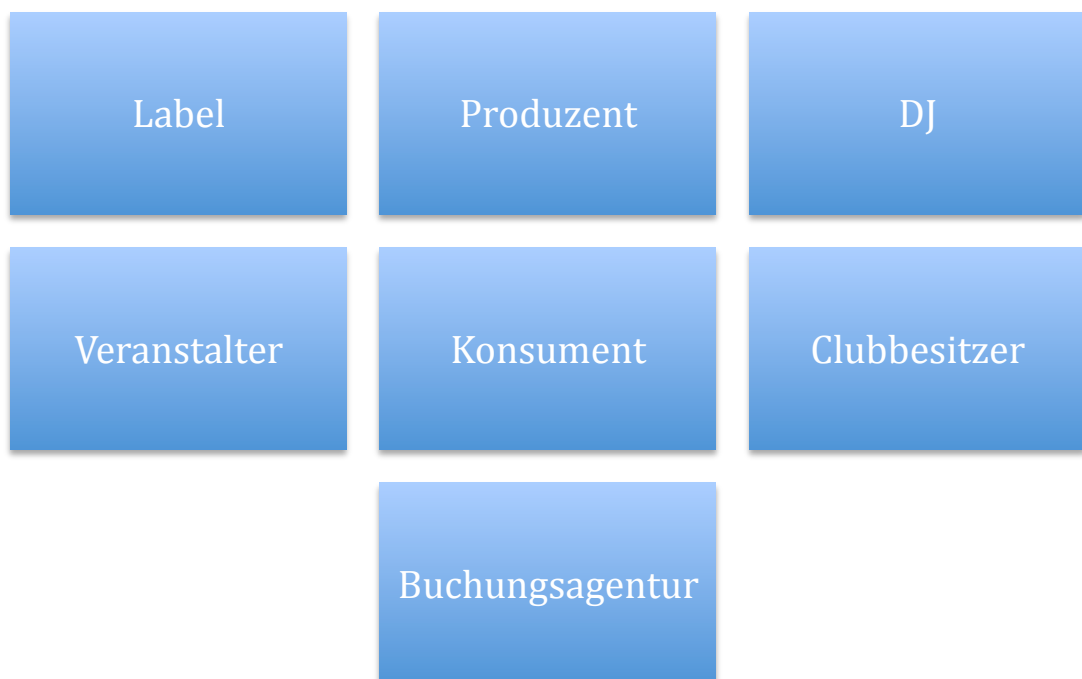 Label
Produzent
DJ
Veranstalter
Konsument
Clubbesitzer
Buchungsagentur